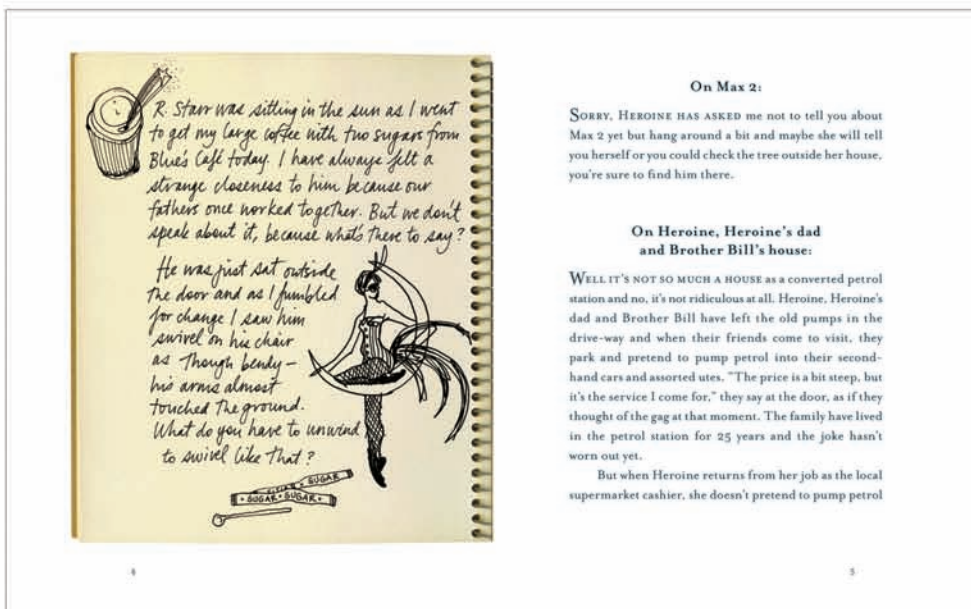 R. Starr was sitting in the sun as I went
to get my large coffee with two sugars from
Blue's Café today. I have always felt a
strange closeness to him because our
fathers once worked together. But we don't
speak about it, because what's there to say?
He was just sat outside
the door and as I fumbled
for change I saw him
swivel on his chair
as though bendy –
his arms almost
touched the ground.
What do you have to unwind
to swivel like that?
SUGAR
• SUGAR • SUGAR •
4
On Max 2:
SORRY, HEROINE HAS ASKED me not to tell you about
Max 2 yet but hang around a bit and maybe she will tell
you herself or you could check the tree outside her house,
you're sure to find him there.
On Heroine, Heroine's dad
and Brother Bill's house:
WELL IT'S NOT SO MUCH A HOUSE as a converted petrol
station and no, it's not ridiculous at all. Heroine, Heroine's
dad and Brother Bill have left the old pumps in the
drive-way and when their friends come to visit, they
park and pretend to pump petrol into their second-
hand cars and assorted utes. "The price is a bit steep, but
it's the service I come for," they say at the door, as if they
thought of the gag at that moment. The family have lived
in the petrol station for 25 years and the joke hasn't
worn out yet.
But when Heroine returns from her job as the local
supermarket cashier, she doesn't pretend to pump petrol
5